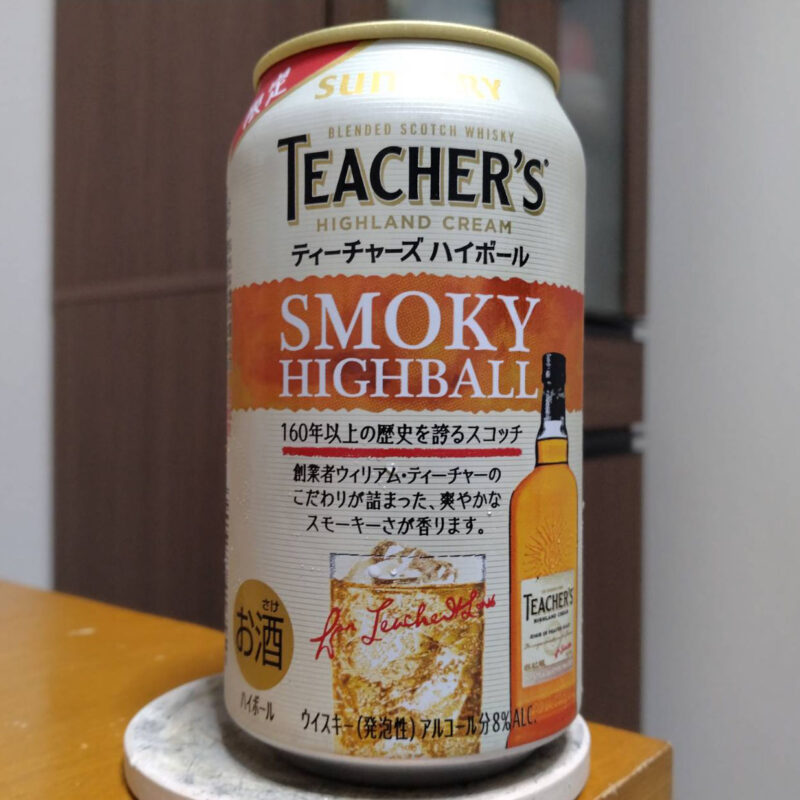 限定
SUNTORY
BLENDED SCOTCH WHISKY
TEACHER'S
HIGHLAND CREAM
ティーチャーズ ハイボール
SMOKY
HIGHBALL
160年以上の歴史を誇るスコッチ
創業者ウィリアム・ティーチャーの
こだわりが詰まった、爽やかな
スモーキーさが香ります。
TEACHER'S
HIGHLAND CREAM
さけ
お酒
ハイボール
ウイスキー(発泡性)アルコール分8%ALC.